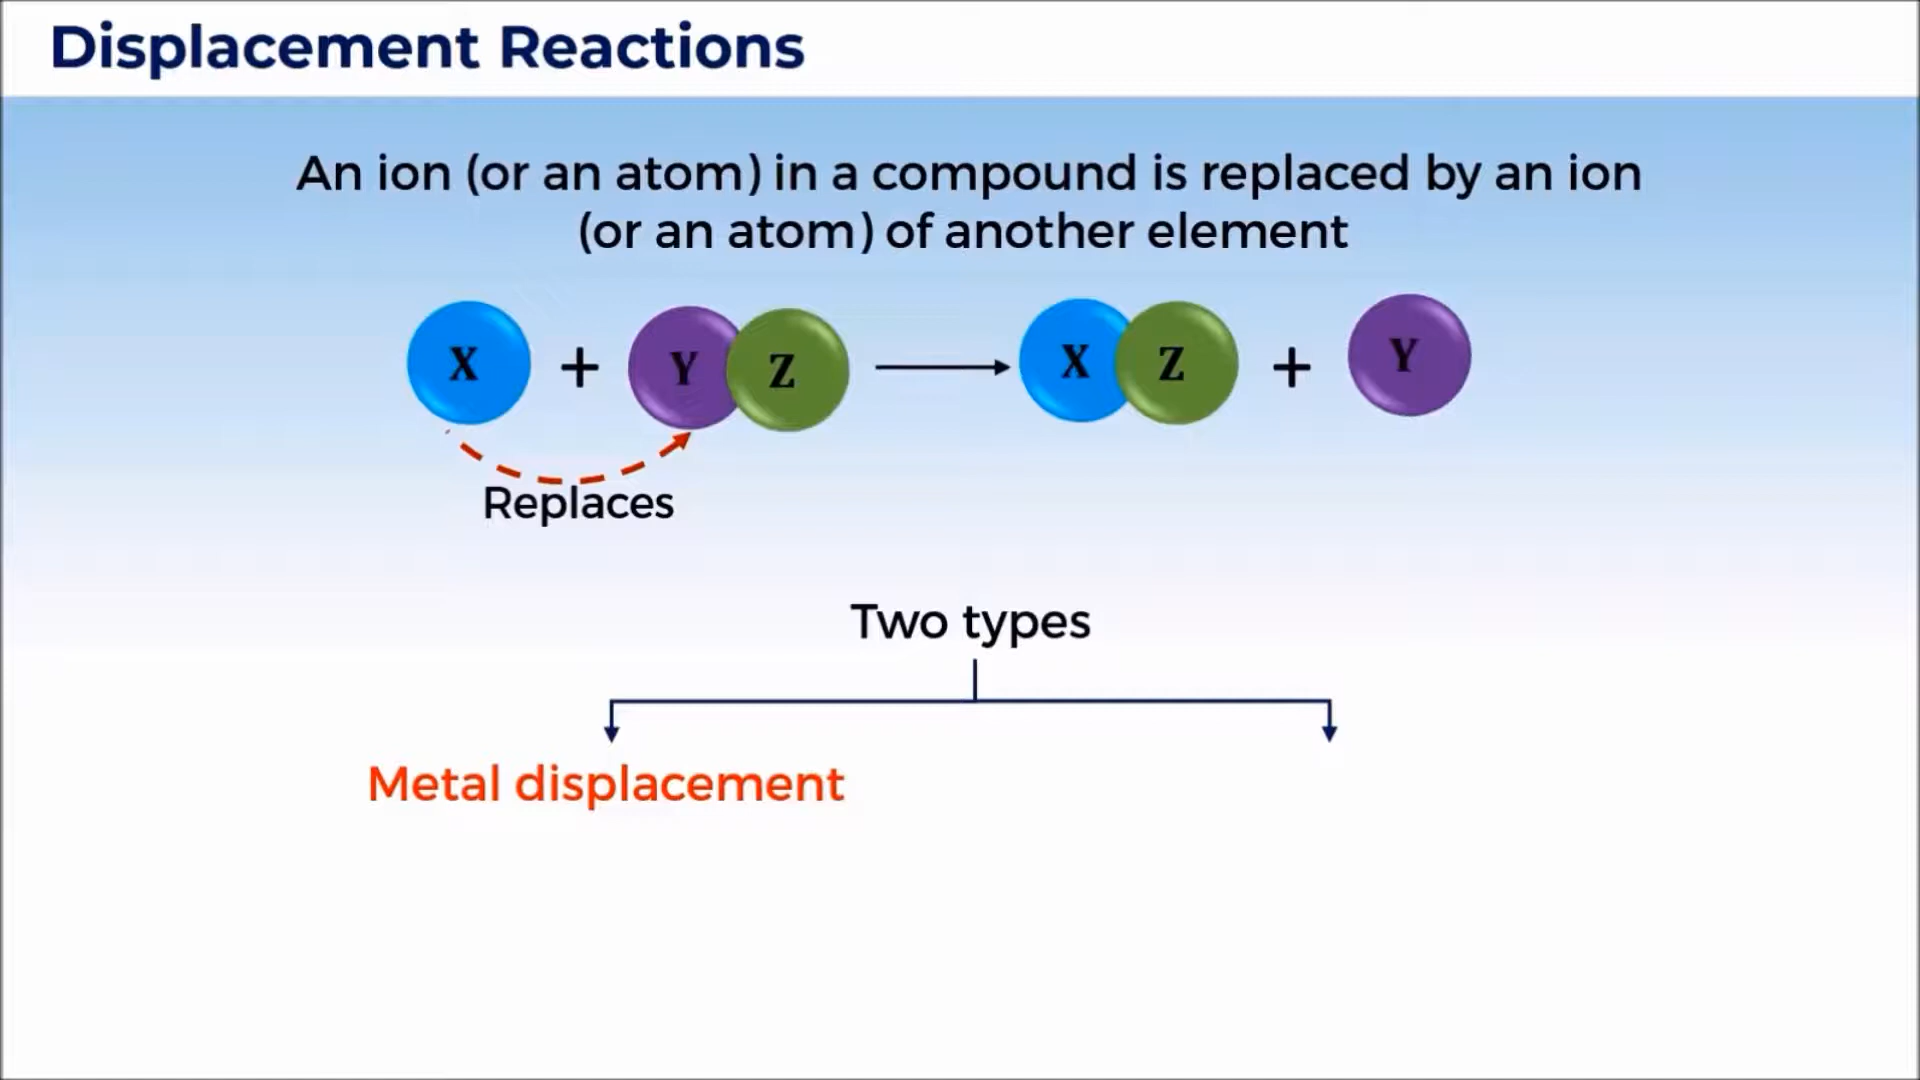 Displacement Reactions
An ion (or an atom) in a compound is replaced by an ion
(or an atom) of another element
X + Y Z X Z + Y
Replaces
Two types
Metal displacement